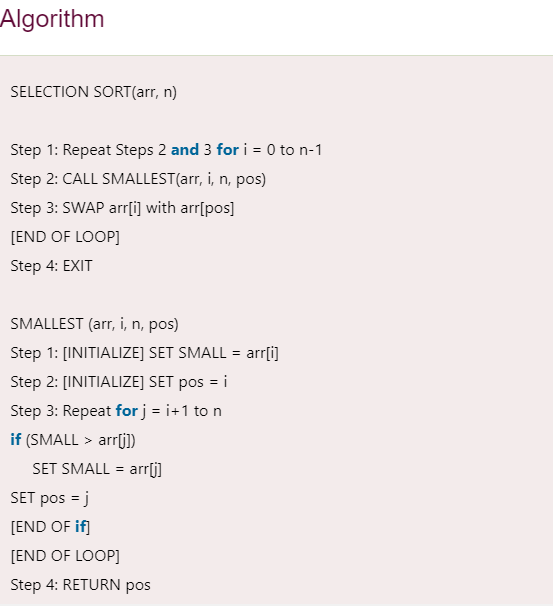 Algorithm
SELECTION SORT(arr, n)
Step 1: Repeat Steps 2 and 3 for i = 0 to n-1
Step 2: CALL SMALLEST(arr, i, n, pos)
Step 3: SWAP arr[i] with arr[pos]
[END OF LOOP]
Step 4: EXIT
SMALLEST (arr, i, n, pos)
Step 1: [INITIALIZE] SET SMALL = arr[i]
Step 2: [INITIALIZE] SET pos = i
Step 3: Repeat for j = i+1 to n
if (SMALL > arr[j])
SET SMALL = arr[j]
SET pos = j
[END OF if]
[END OF LOOP]
Step 4: RETURN pos